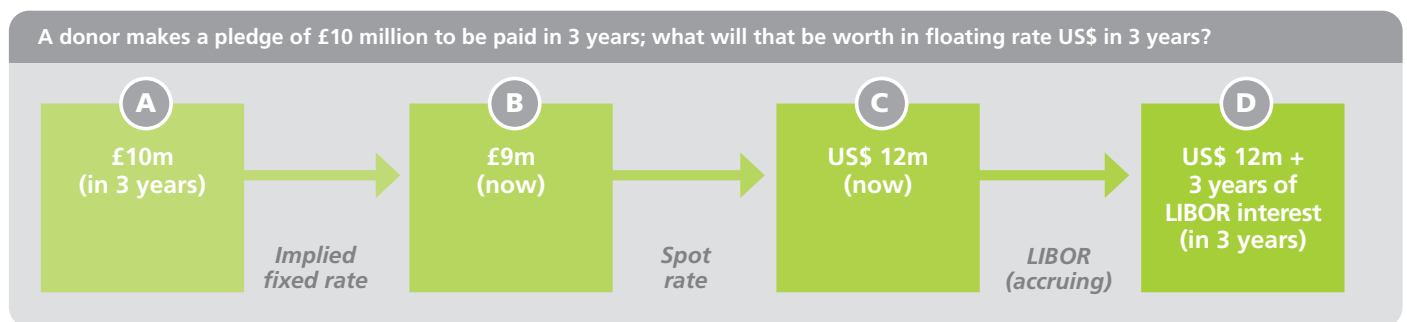 A donor makes a pledge of £10 million to be paid in 3 years; what will that be worth in floating rate US$ in 3 years?
A
£10m
(in 3 years)
Implied
fixed rate
B
£9m
(now)
Spot
rate
C
US$ 12m
(now)
LIBOR
(accruing)
D
US$ 12m +
3 years of
LIBOR interest
(in 3 years)